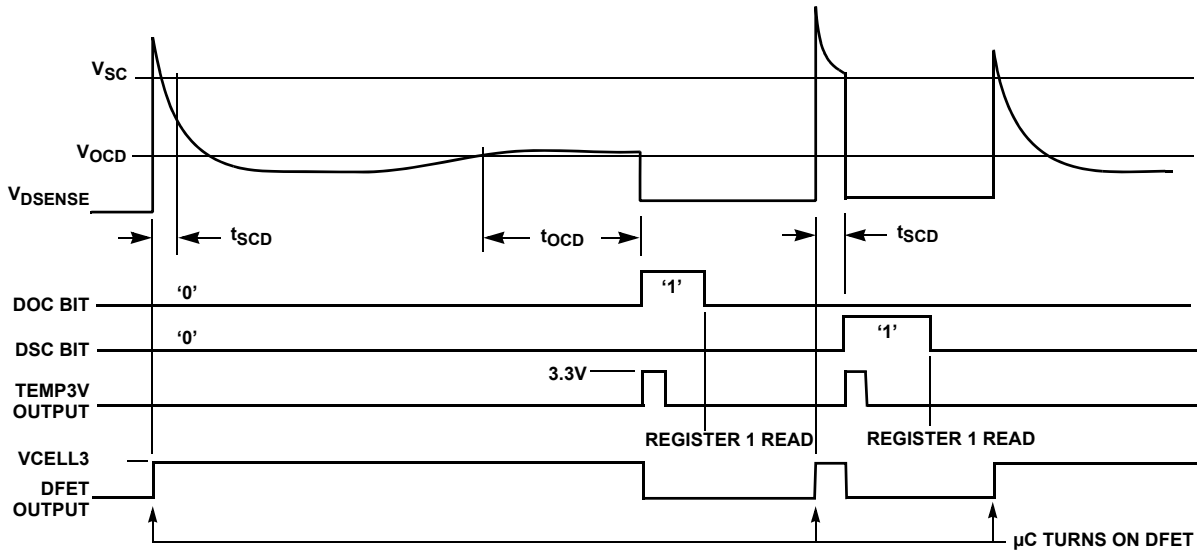 VSC
VOCD
VDSENSE
tSCD
tOCD
tSCD
DOC BIT
‘0’
‘1’
DSC BIT
‘0’
‘1’
TEMP3V
OUTPUT
3.3V
REGISTER 1 READ
REGISTER 1 READ
VCELL3
DFET
OUTPUT
µC TURNS ON DFET